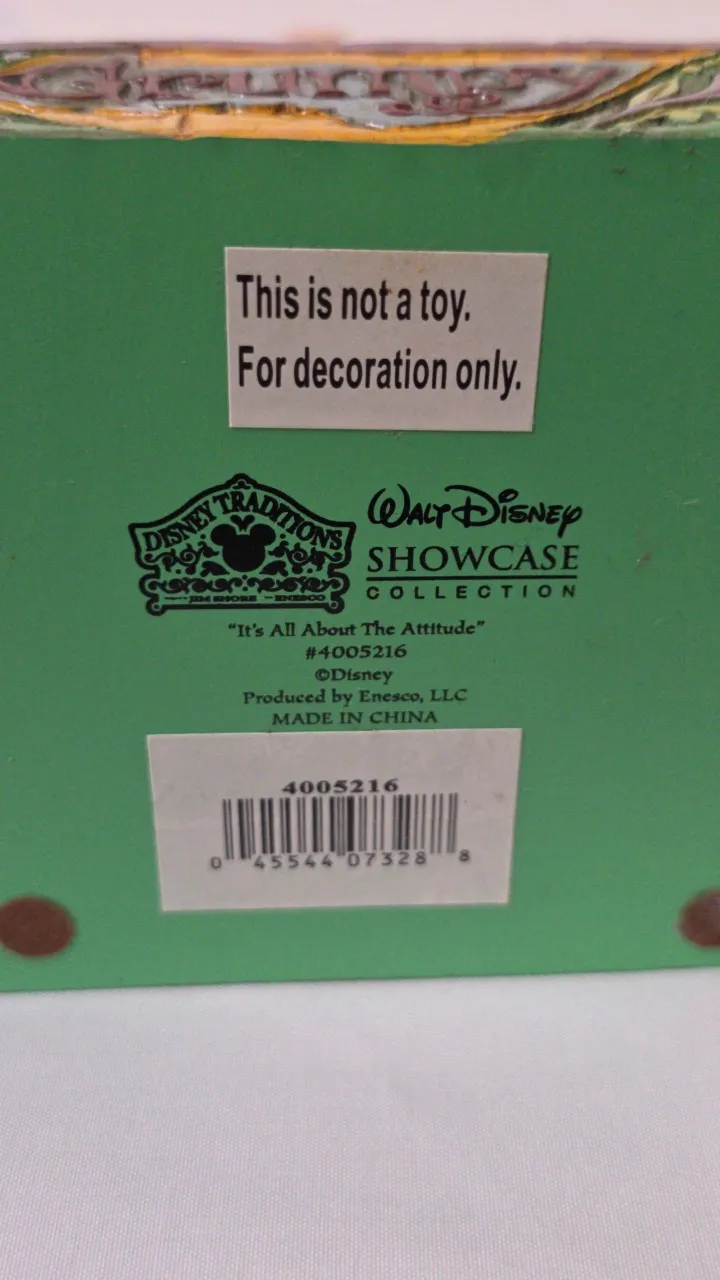 Grumpy
This is not a toy.
For decoration only.
DISNEY TRADITIONS
JIM SHORE ENESCO
WALT DISNEY
SHOWCASE
COLLECTION
"It's All About The Attitude"
#4005216
©Disney
Produced by Enesco, LLC
MADE IN CHINA
4005216
0 45544 07328 8